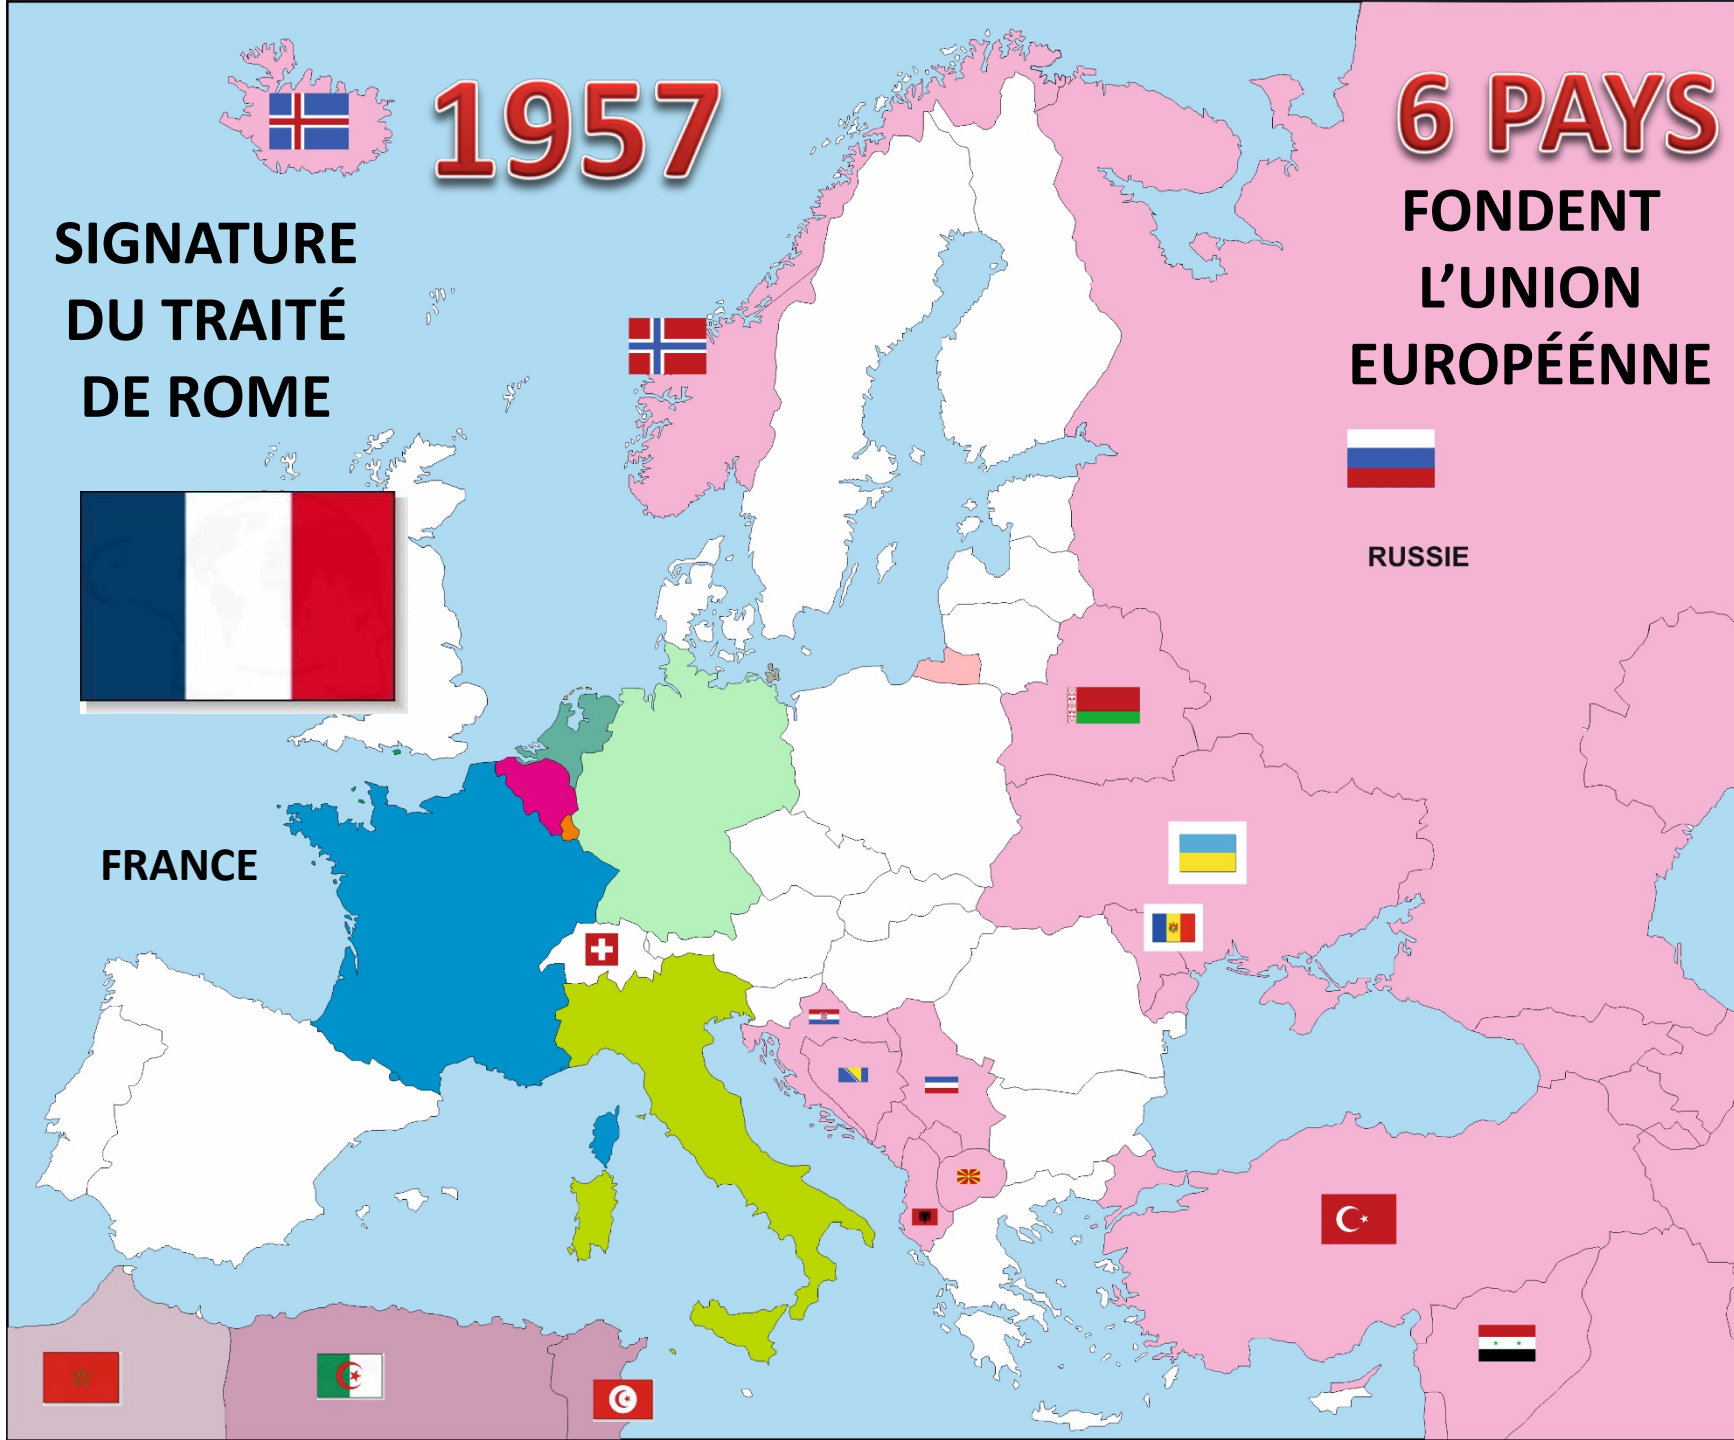 1957
6 PAYS
SIGNATURE
DU TRAITÉ
DE ROME
FONDENT
L’UNION
EUROPÉÉNNE
RUSSIE
FRANCE